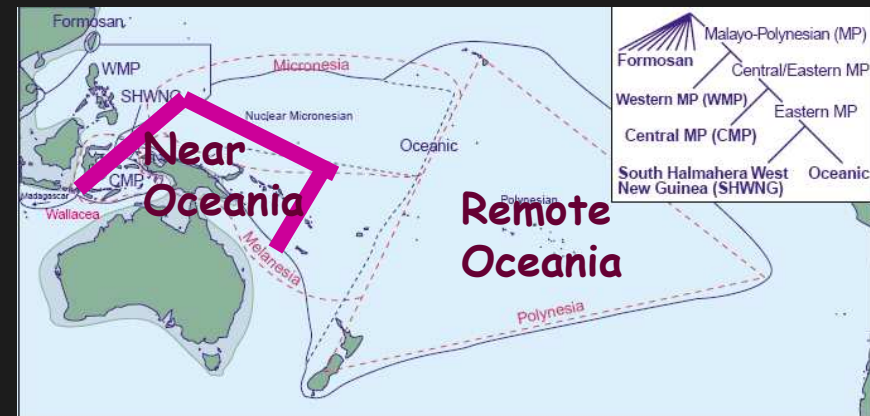 Formosan
WMP
SHWNG
CMP
Madagascar
Wallacea
Micronesia
Nuclear Micronesian
Oceanic
Near
Oceania
Melanesia
Polynesian
Remote
Oceania
Polynesia
Malayo-Polynesian (MP)
Formosan
Central/Eastern MP
Western MP (WMP)
Eastern MP
Central MP (CMP)
South Halmahera West
New Guinea (SHWNG)
Oceanic